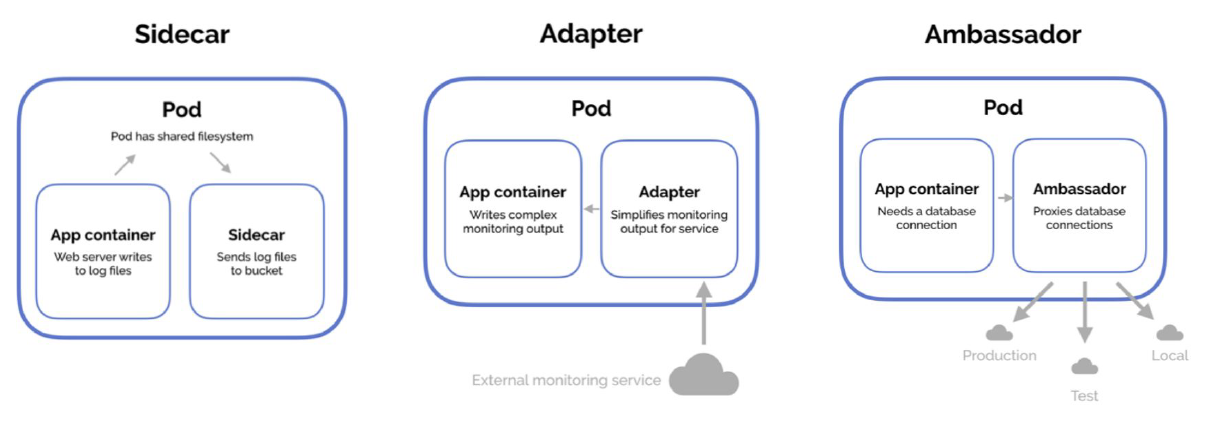 Sidecar
Pod
Pod has shared filesystem
App container
Web server writes
to log files
Sidecar
Sends log files
to bucket
Adapter
Pod
App container
Writes complex
monitoring output
Adapter
Simplifies monitoring
output for service
External monitoring service
Ambassador
Pod
App container
Needs a database
connection
Ambassador
Proxies database
connections
Production
Test
Local